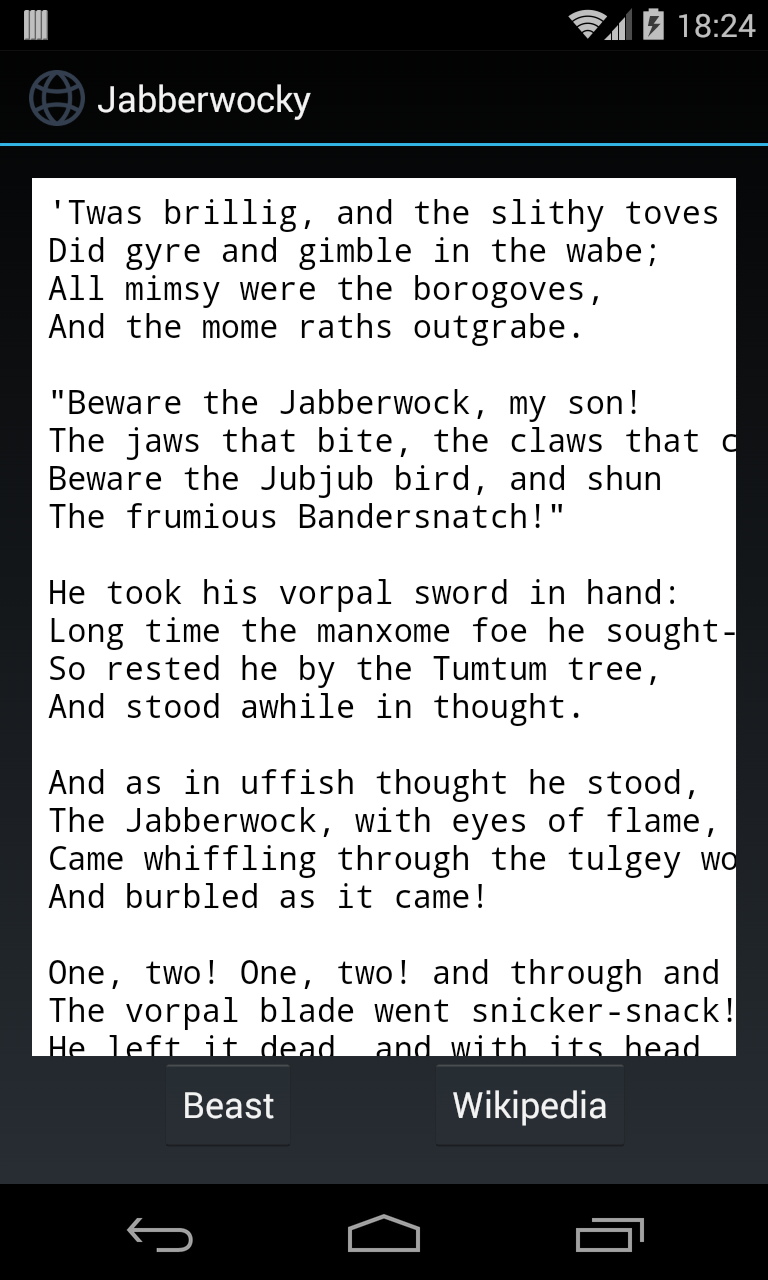 18:24
Jabberwocky
'Twas brillig, and the slithy toves
Did gyre and gimble in the wabe;
All mimsy were the borogoves,
And the mome raths outgrabe.
"Beware the Jabberwock, my son!
The jaws that bite, the claws that c
Beware the Jubjub bird, and shun
The frumious Bandersnatch!"
He took his vorpal sword in hand:
Long time the manxome foe he sought-
So rested he by the Tumtum tree,
And stood awhile in thought.
And as in uffish thought he stood,
The Jabberwock, with eyes of flame,
Came whiffling through the tulgey wo
And burbled as it came!
One, two! One, two! and through and
The vorpal blade went snicker-snack!
He left it dead, and with its head
Beast
Wikipedia